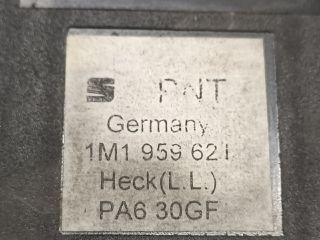 PNT
Germany
1M1 959 621
Heck(L.L.)
PA6 30GF